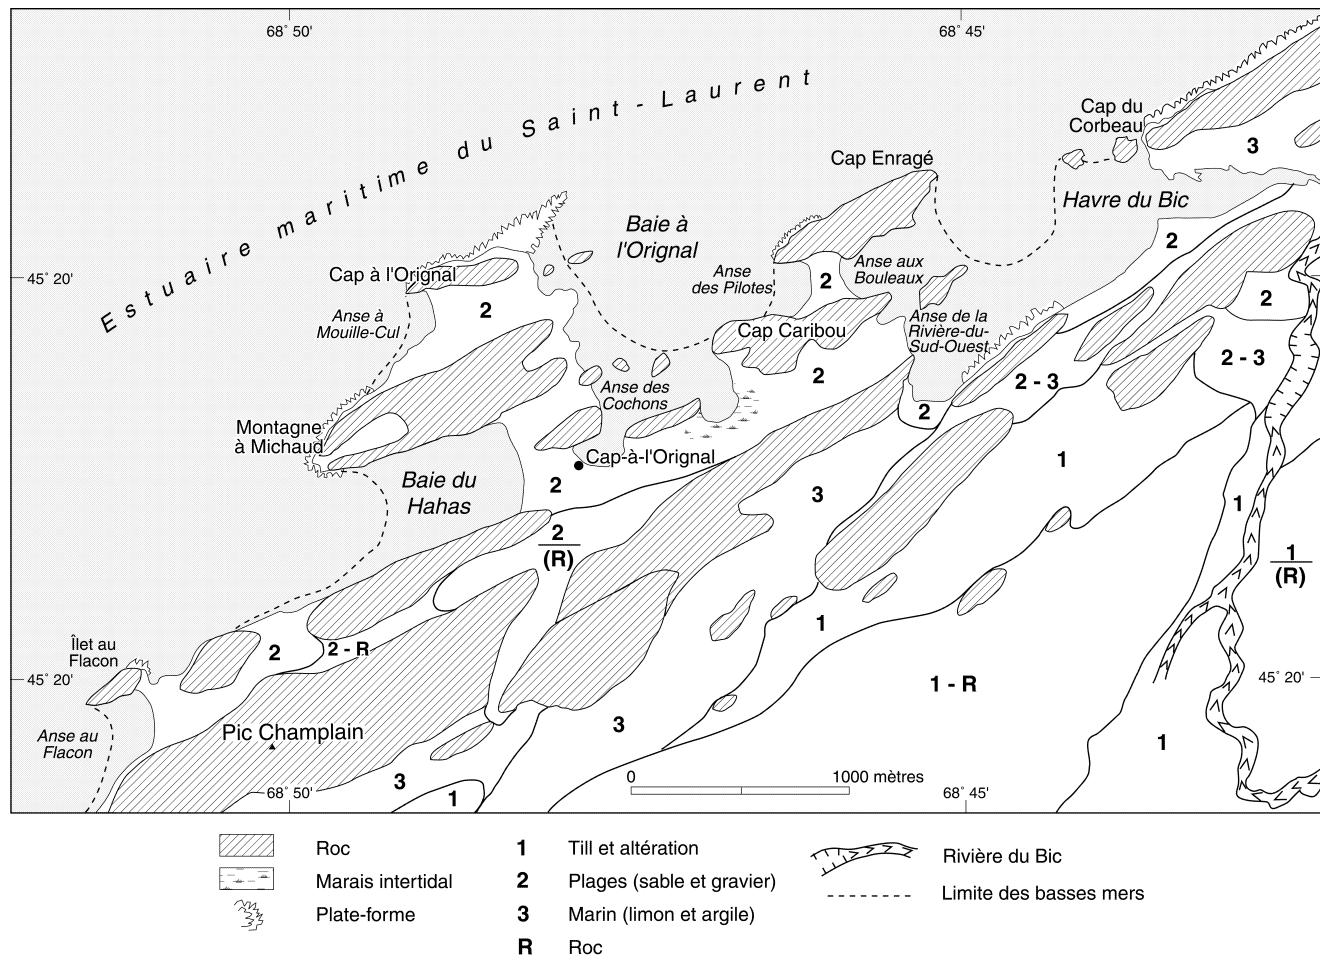 68° 50'
68° 45'
Estuaire maritime du Saint-Laurent
Cap du
Corbeau
3
Cap Enragé
Havre du Bic
Baie à
l'Orignal
2
Anse aux
Bouleaux
Anse
des Pilotes
2
45° 20'
Cap à l'Orignal
2
2
Anse à
Mouille-Cul
Cap Caribou
Anse de la
Rivière-du-
Sud-Ouest
2 - 3
2
2 - 3
Anse des
Cochons
2
Montagne
à Michaud
Cap-à-l'Orignal
1
Baie du
Hahas
2
3
1
2
(R)
1
(R)
1
Îlet au
Flacon
2
2 - R
45° 20'
1 - R
45° 20'
Anse au
Flacon
Pic Champlain
3
1
3
1
68° 50'
0
1000 mètres
68° 45'
Roc
Marais intertidal
Plate-forme
1 Till et altération
2 Plages (sable et gravier)
3 Marin (limon et argile)
R Roc
Rivière du Bic
Limite des basses mers